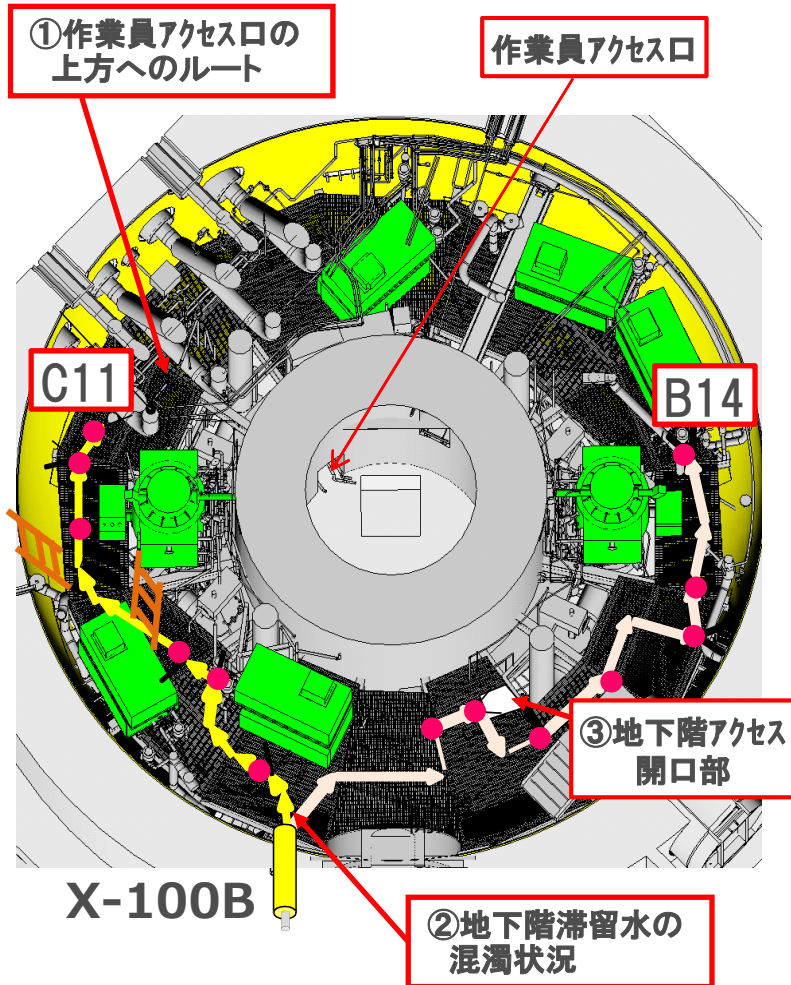 ①作業員アクセス口の
上方へのルート
作業員アクセス口
C11
B14
③地下階アクセス
開口部
X-100B
②地下階滞留水の
混濁状況